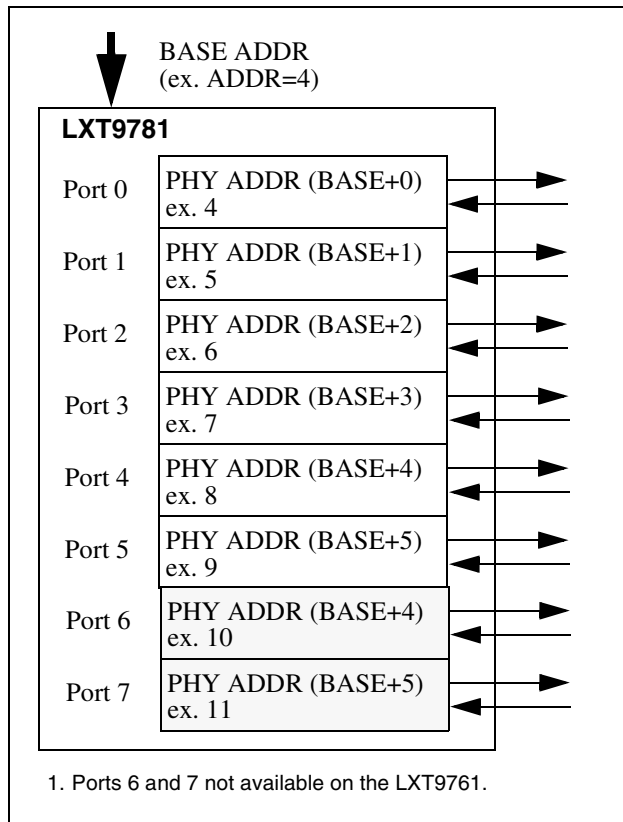 BASE ADDR
(ex. ADDR=4)
LXT9781
Port 0
PHY ADDR (BASE+0)
ex. 4
Port 1
PHY ADDR (BASE+1)
ex. 5
Port 2
PHY ADDR (BASE+2)
ex. 6
Port 3
PHY ADDR (BASE+3)
ex. 7
Port 4
PHY ADDR (BASE+4)
ex. 8
Port 5
PHY ADDR (BASE+5)
ex. 9
Port 6
PHY ADDR (BASE+4)
ex. 10
Port 7
PHY ADDR (BASE+5)
ex. 11
1. Ports 6 and 7 not available on the LXT9761.